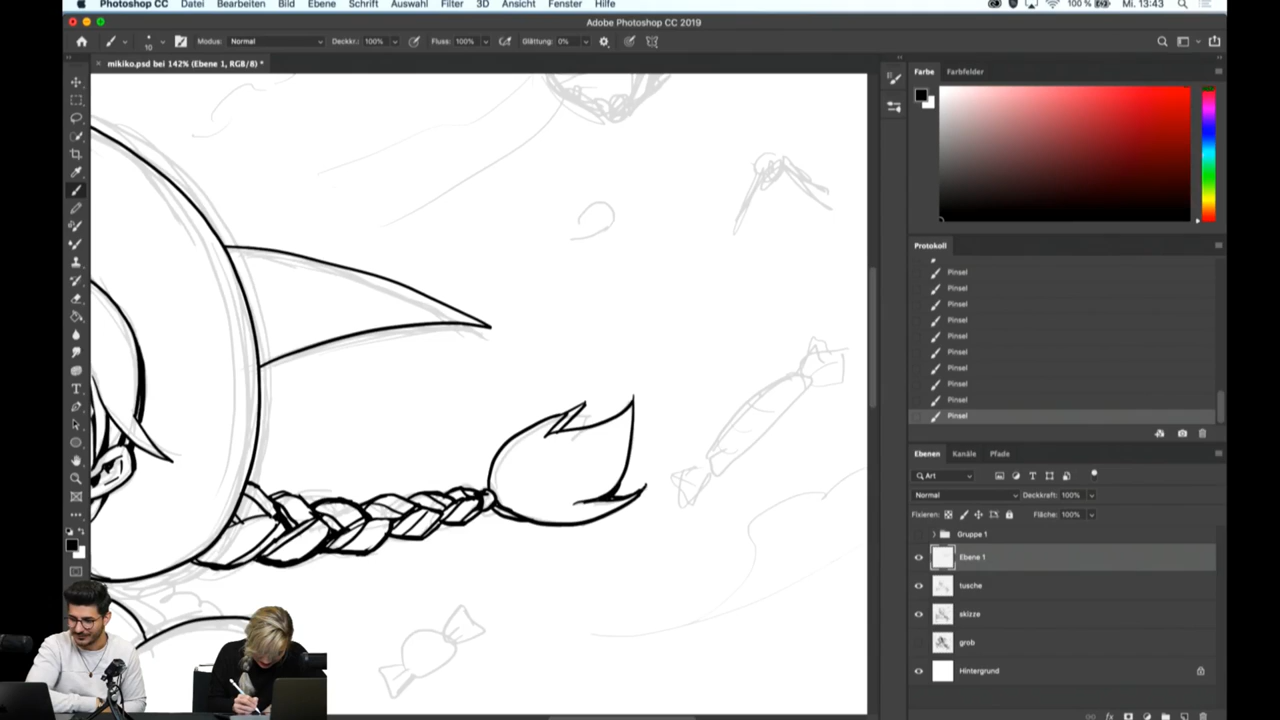 Photoshop CC Datei Bearbeiten Bild Ebene Schrift Auswahl Filter 3D Ansicht Fenster Hilfe 100 % Mi. 13:43
Adobe Photoshop CC 2019
10 Modus: Normal Deckkr.: 100% Fluss: 100% Glättung: 0%
× mikiko.psd bei 142% (Ebene 1, RGB/8) *
Farbe Farbfelder
Protokoll
Pinsel
Pinsel
Pinsel
Pinsel
Pinsel
Pinsel
Pinsel
Pinsel
Pinsel
Pinsel
Ebenen Kanäle Pfade
Art
Normal Deckkraft: 100%
Fixieren: Fläche: 100%
Gruppe 1
Ebene 1
tusche
skizze
grob
Hintergrund
fx